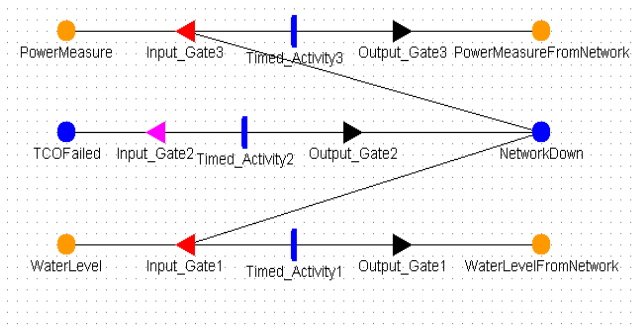 PowerMeasure Input_Gate3 Timed_Activity3 Output_Gate3 PowerMeasureFromNetwork
TCOFailed Input_Gate2 Timed_Activity2 Output_Gate2 NetworkDown
WaterLevel Input_Gate1 Timed_Activity1 Output_Gate1 WaterLevelFromNetwork